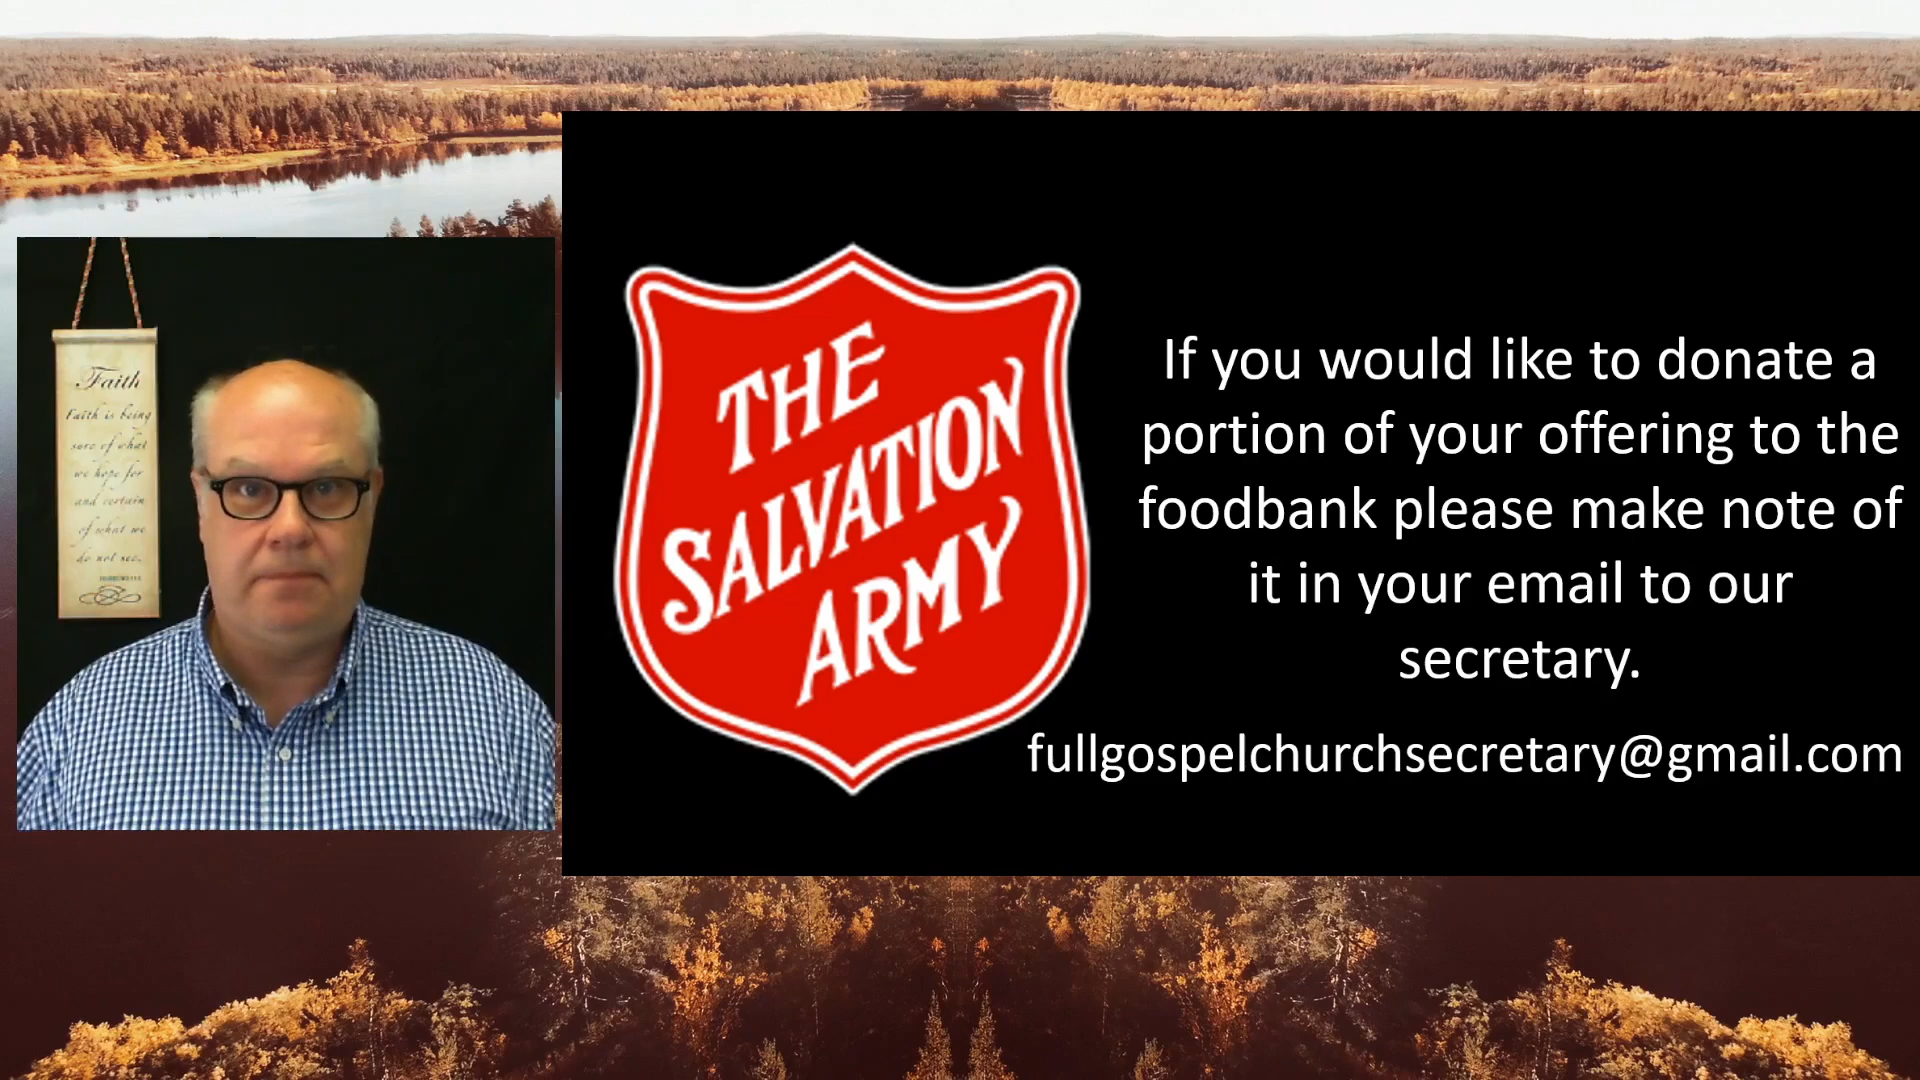 Faith
Faith is being
sure of what
we hope for
and certain
of what we
do not see.
THE
SALVATION
ARMY
If you would like to donate a
portion of your offering to the
foodbank please make note of
it in your email to our
secretary.
fullgospelchurchsecretary@gmail.com